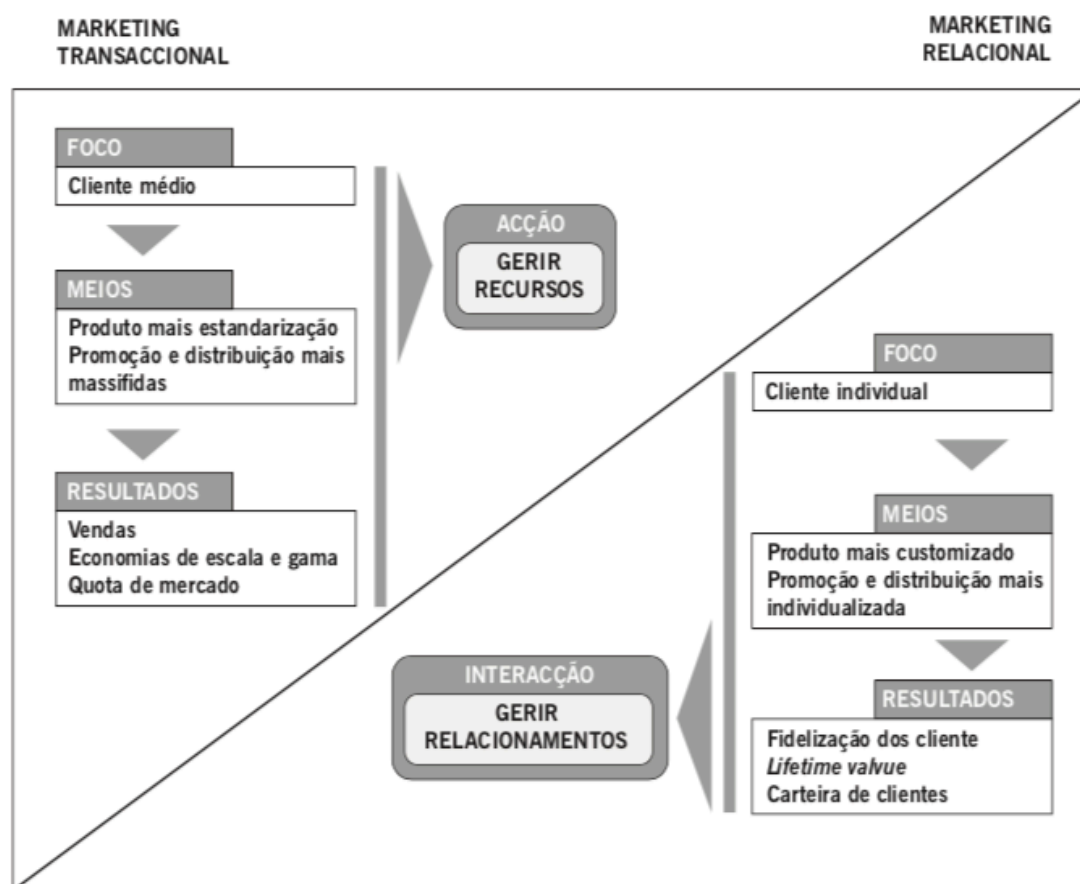 MARKETING
TRANSACCIONAL
MARKETING
RELACIONAL
FOCO
Cliente médio
MEIOS
Produto mais estandarização
Promoção e distribuição mais
massifidas
RESULTADOS
Vendas
Economias de escala e gama
Quota de mercado
ACÇÃO
GERIR
RECURSOS
FOCO
Cliente individual
MEIOS
Produto mais customizado
Promoção e distribuição mais
individualizada
RESULTADOS
Fidelização dos cliente
Lifetime valvue
Carteira de clientes
INTERACÇÃO
GERIR
RELACIONAMENTOS